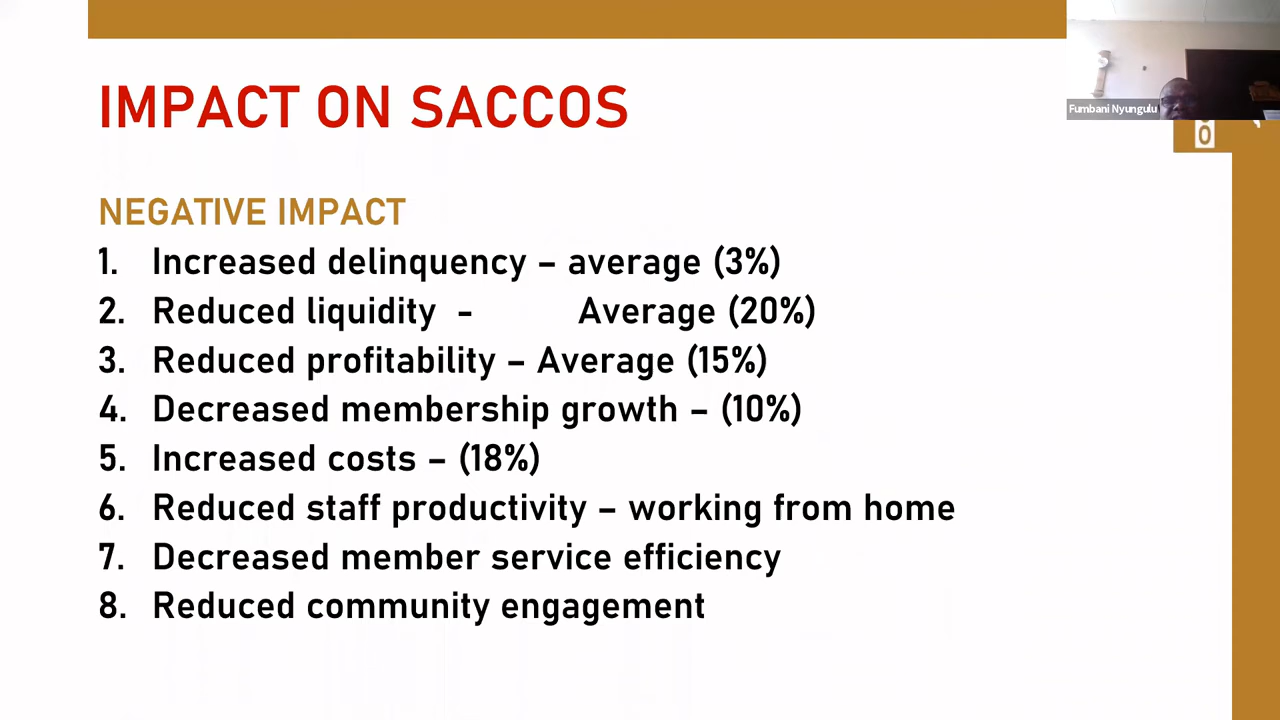 IMPACT ON SACCOS
Fumbani Nyungulu
0
NEGATIVE IMPACT
1. Increased delinquency – average (3%)
2. Reduced liquidity - Average (20%)
3. Reduced profitability – Average (15%)
4. Decreased membership growth – (10%)
5. Increased costs – (18%)
6. Reduced staff productivity – working from home
7. Decreased member service efficiency
8. Reduced community engagement